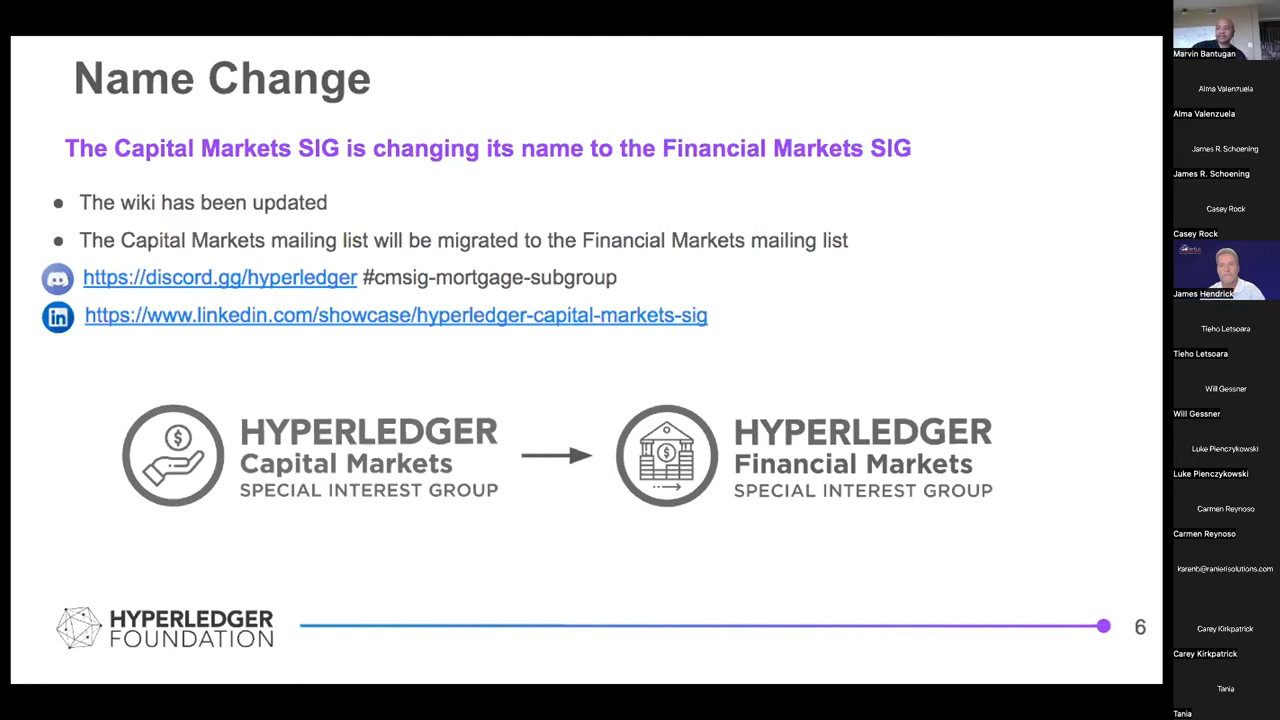 Name Change
The Capital Markets SIG is changing its name to the Financial Markets SIG
● The wiki has been updated
● The Capital Markets mailing list will be migrated to the Financial Markets mailing list
https://discord.gg/hyperledger #cmsig-mortgage-subgroup
in https://www.linkedin.com/showcase/hyperledger-capital-markets-sig
$
HYPERLEDGER
Capital Markets
SPECIAL INTEREST GROUP
$
HYPERLEDGER
Financial Markets
SPECIAL INTEREST GROUP
HYPERLEDGER
FOUNDATION
6
Marvin Bantugan
Alma Valenzuela
Alma Valenzuela
James R. Schoening
James R. Schoening
Casey Rock
Casey Rock
James Hendrick
Tieho Letsoara
Tieho Letsoara
Will Gessner
Will Gessner
Luke Pienczykowski
Luke Pienczykowski
Carmen Reynoso
Carmen Reynoso
karenb@ranierisolutions.com
Carey Kirkpatrick
Carey Kirkpatrick
Tania
Tania